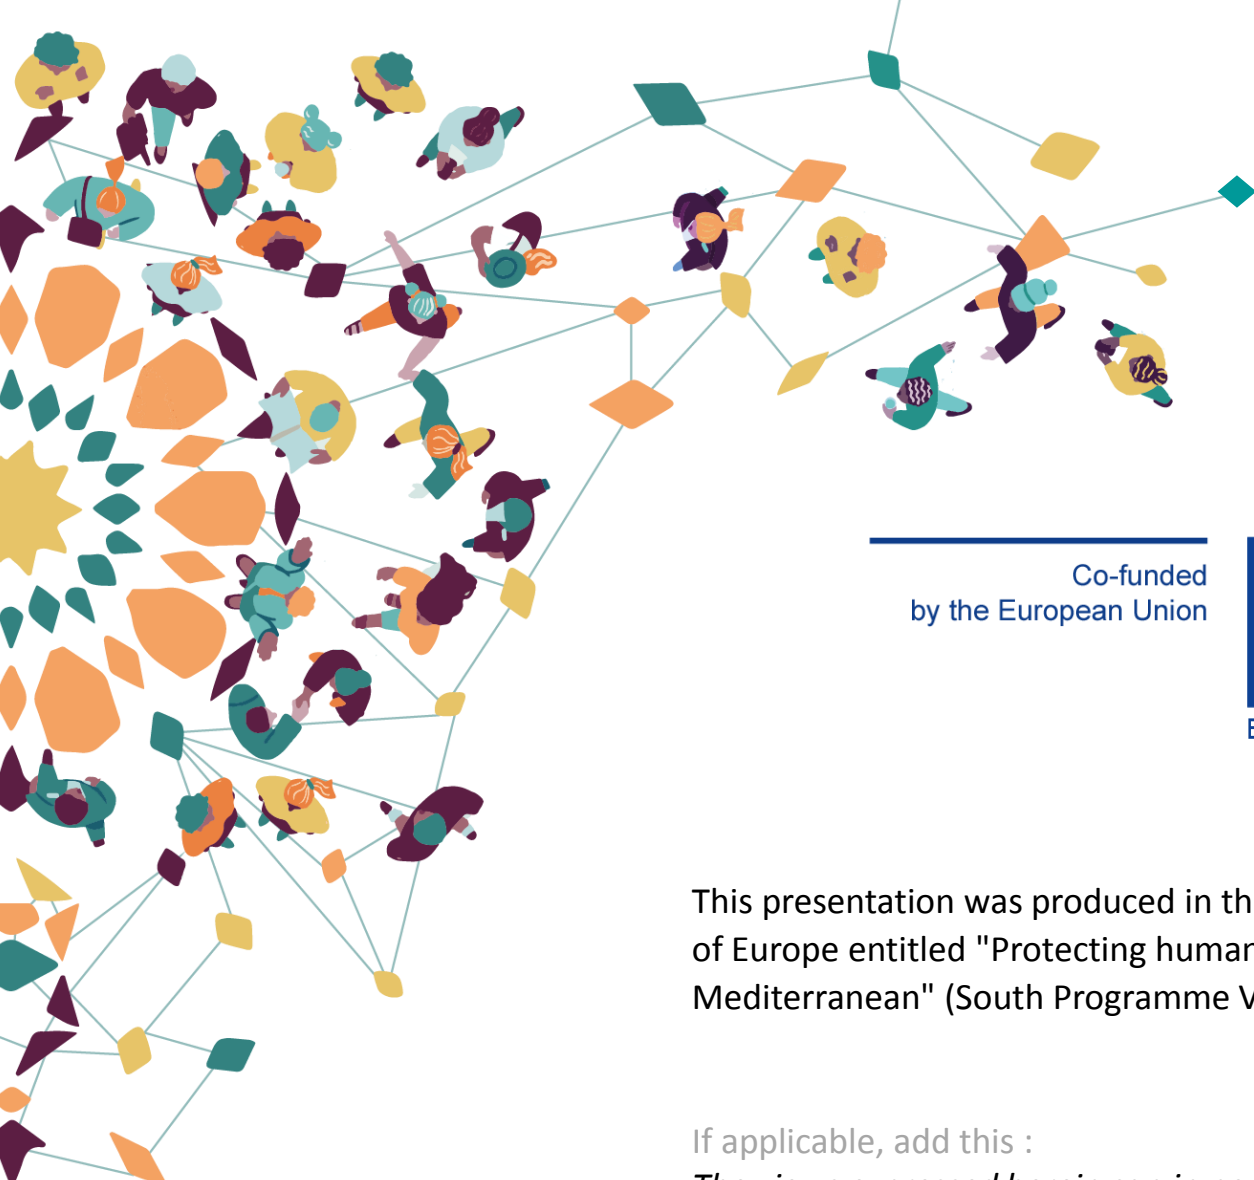 Co-funded
by the European Union
This presentation was produced in th
of Europe entitled "Protecting human
Mediterranean" (South Programme V
If applicable, add this :